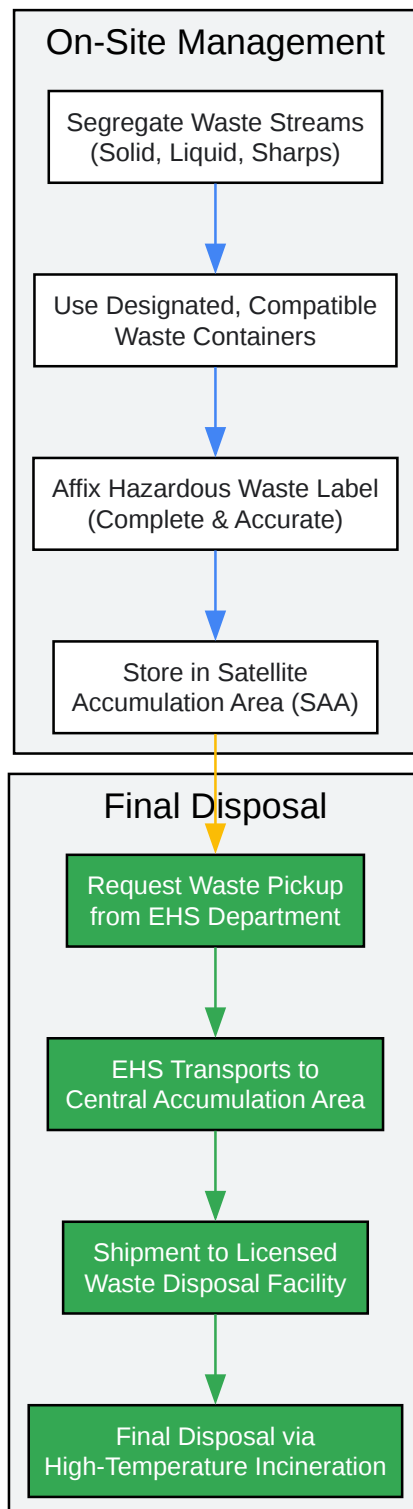 On-Site Management
Segregate Waste Streams
(Solid, Liquid, Sharps)
Use Designated, Compatible
Waste Containers
Affix Hazardous Waste Label
(Complete & Accurate)
Store in Satellite
Accumulation Area (SAA)
Final Disposal
Request Waste Pickup
from EHS Department
EHS Transports to
Central Accumulation Area
Shipment to Licensed
Waste Disposal Facility
Final Disposal via
High-Temperature Incineration